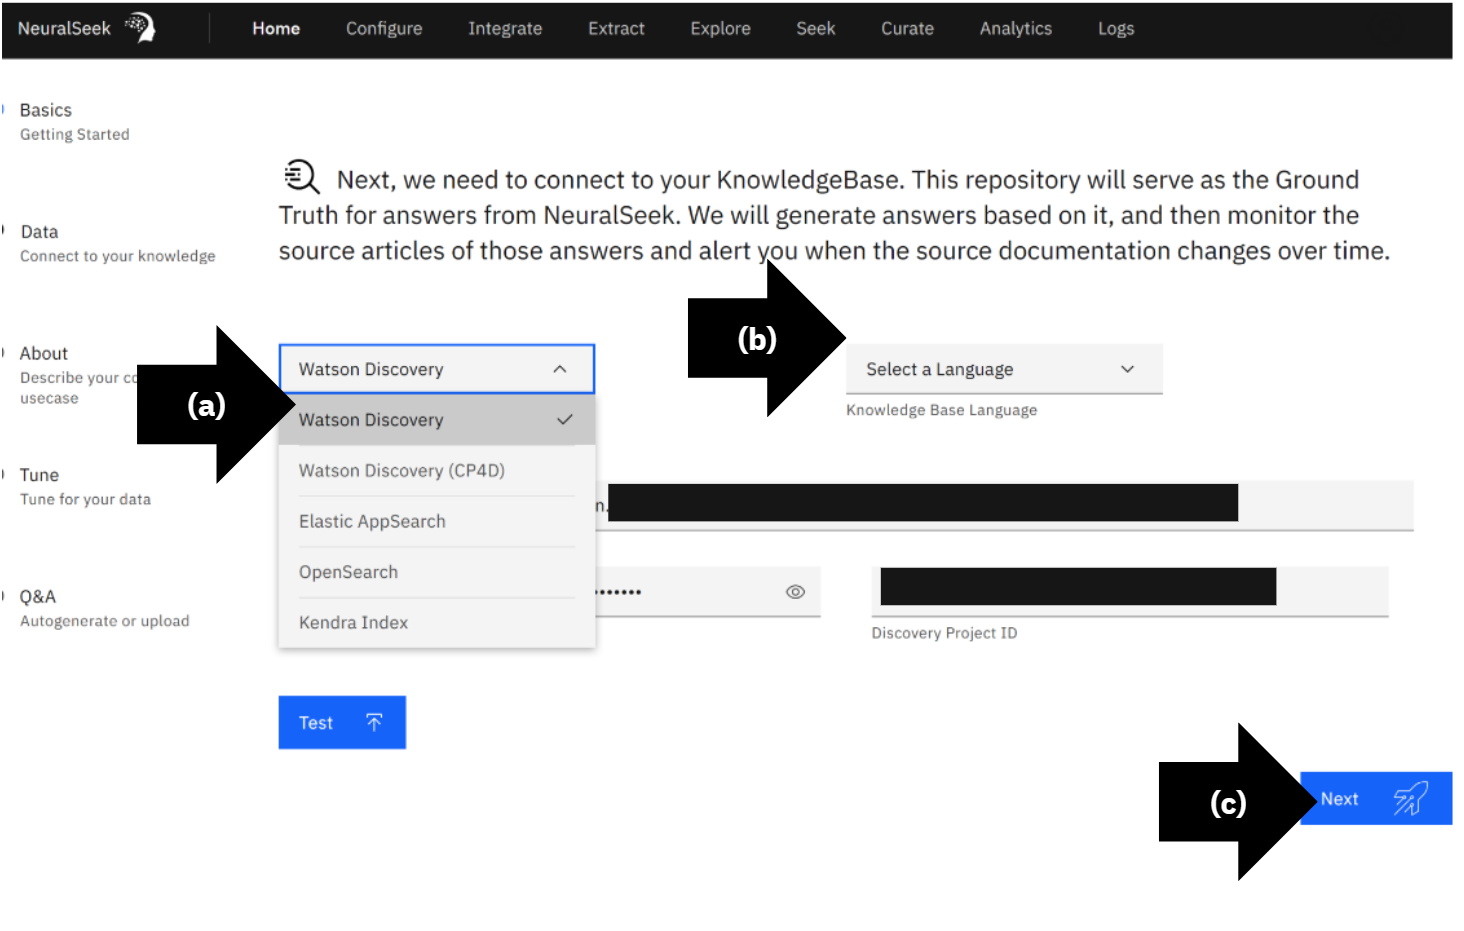 NeuralSeek
Home Configure Integrate Extract Explore Seek Curate Analytics Logs
Basics
Getting Started
Data
Connect to your knowledge
About
Describe your co
usecase
Tune
Tune for your data
Q&A
Autogenerate or upload
Next, we need to connect to your KnowledgeBase. This repository will serve as the Ground
Truth for answers from NeuralSeek. We will generate answers based on it, and then monitor the
source articles of those answers and alert you when the source documentation changes over time.
(a)
Watson Discovery
Watson Discovery
Watson Discovery (CP4D)
Elastic AppSearch
OpenSearch
Kendra Index
(b)
Select a Language
Knowledge Base Language
n.
•••••••
Discovery Project ID
Test
(c)
Next